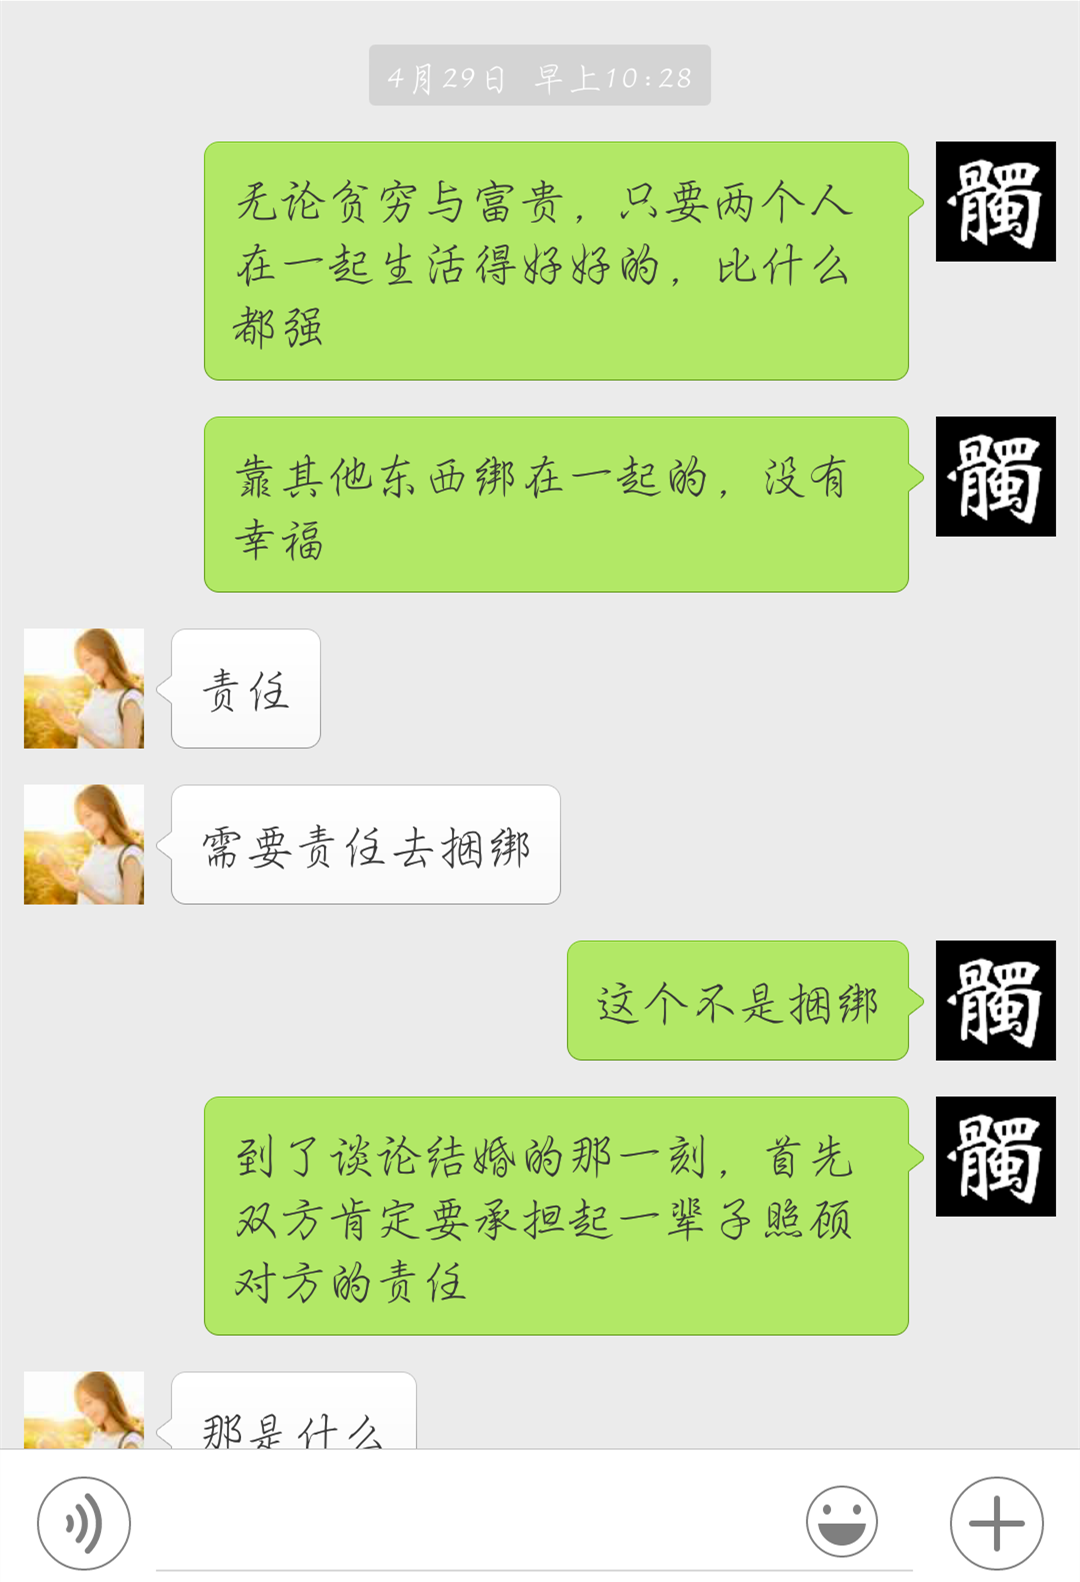 4月29日 早上10:28
无论贫穷与富贵，只要两个人
在一起生活得好好的，比什么
都强
髑
靠其他东西绑在一起的，没有
幸福
髑
责任
需要责任去捆绑
这个不是捆绑
髑
到了谈论结婚的那一刻，首先
双方肯定要承担起一辈子照顾
对方的责任
髑
那是什么